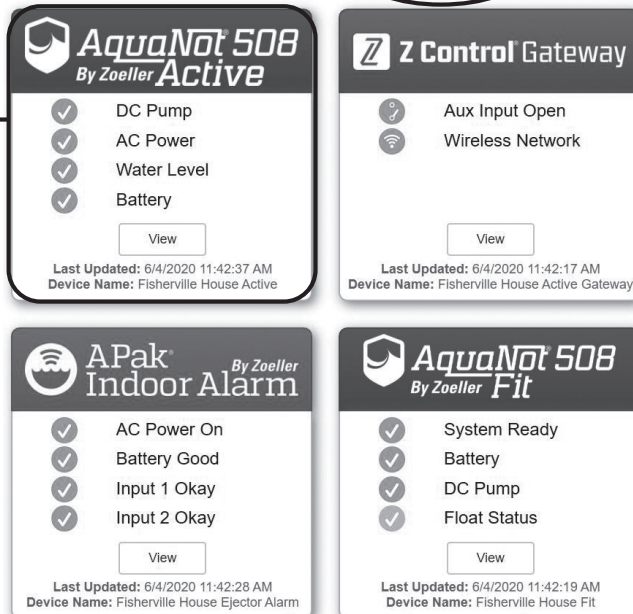 AquaNot 508
By Zoeller Active
DC Pump
AC Power
Water Level
Battery
View
Last Updated: 6/4/2020 11:42:37 AM
Device Name: Fisherville House Active
Z Z Control® Gateway
Aux Input Open
Wireless Network
View
Last Updated: 6/4/2020 11:42:17 AM
Device Name: Fisherville House Active Gateway
APak® By Zoeller
Indoor Alarm
AC Power On
Battery Good
Input 1 Okay
Input 2 Okay
View
Last Updated: 6/4/2020 11:42:28 AM
Device Name: Fisherville House Ejector Alarm
AquaNot 508
By Zoeller Fit
System Ready
Battery
DC Pump
Float Status
View
Last Updated: 6/4/2020 11:42:19 AM
Device Name: Fisherville House Fit